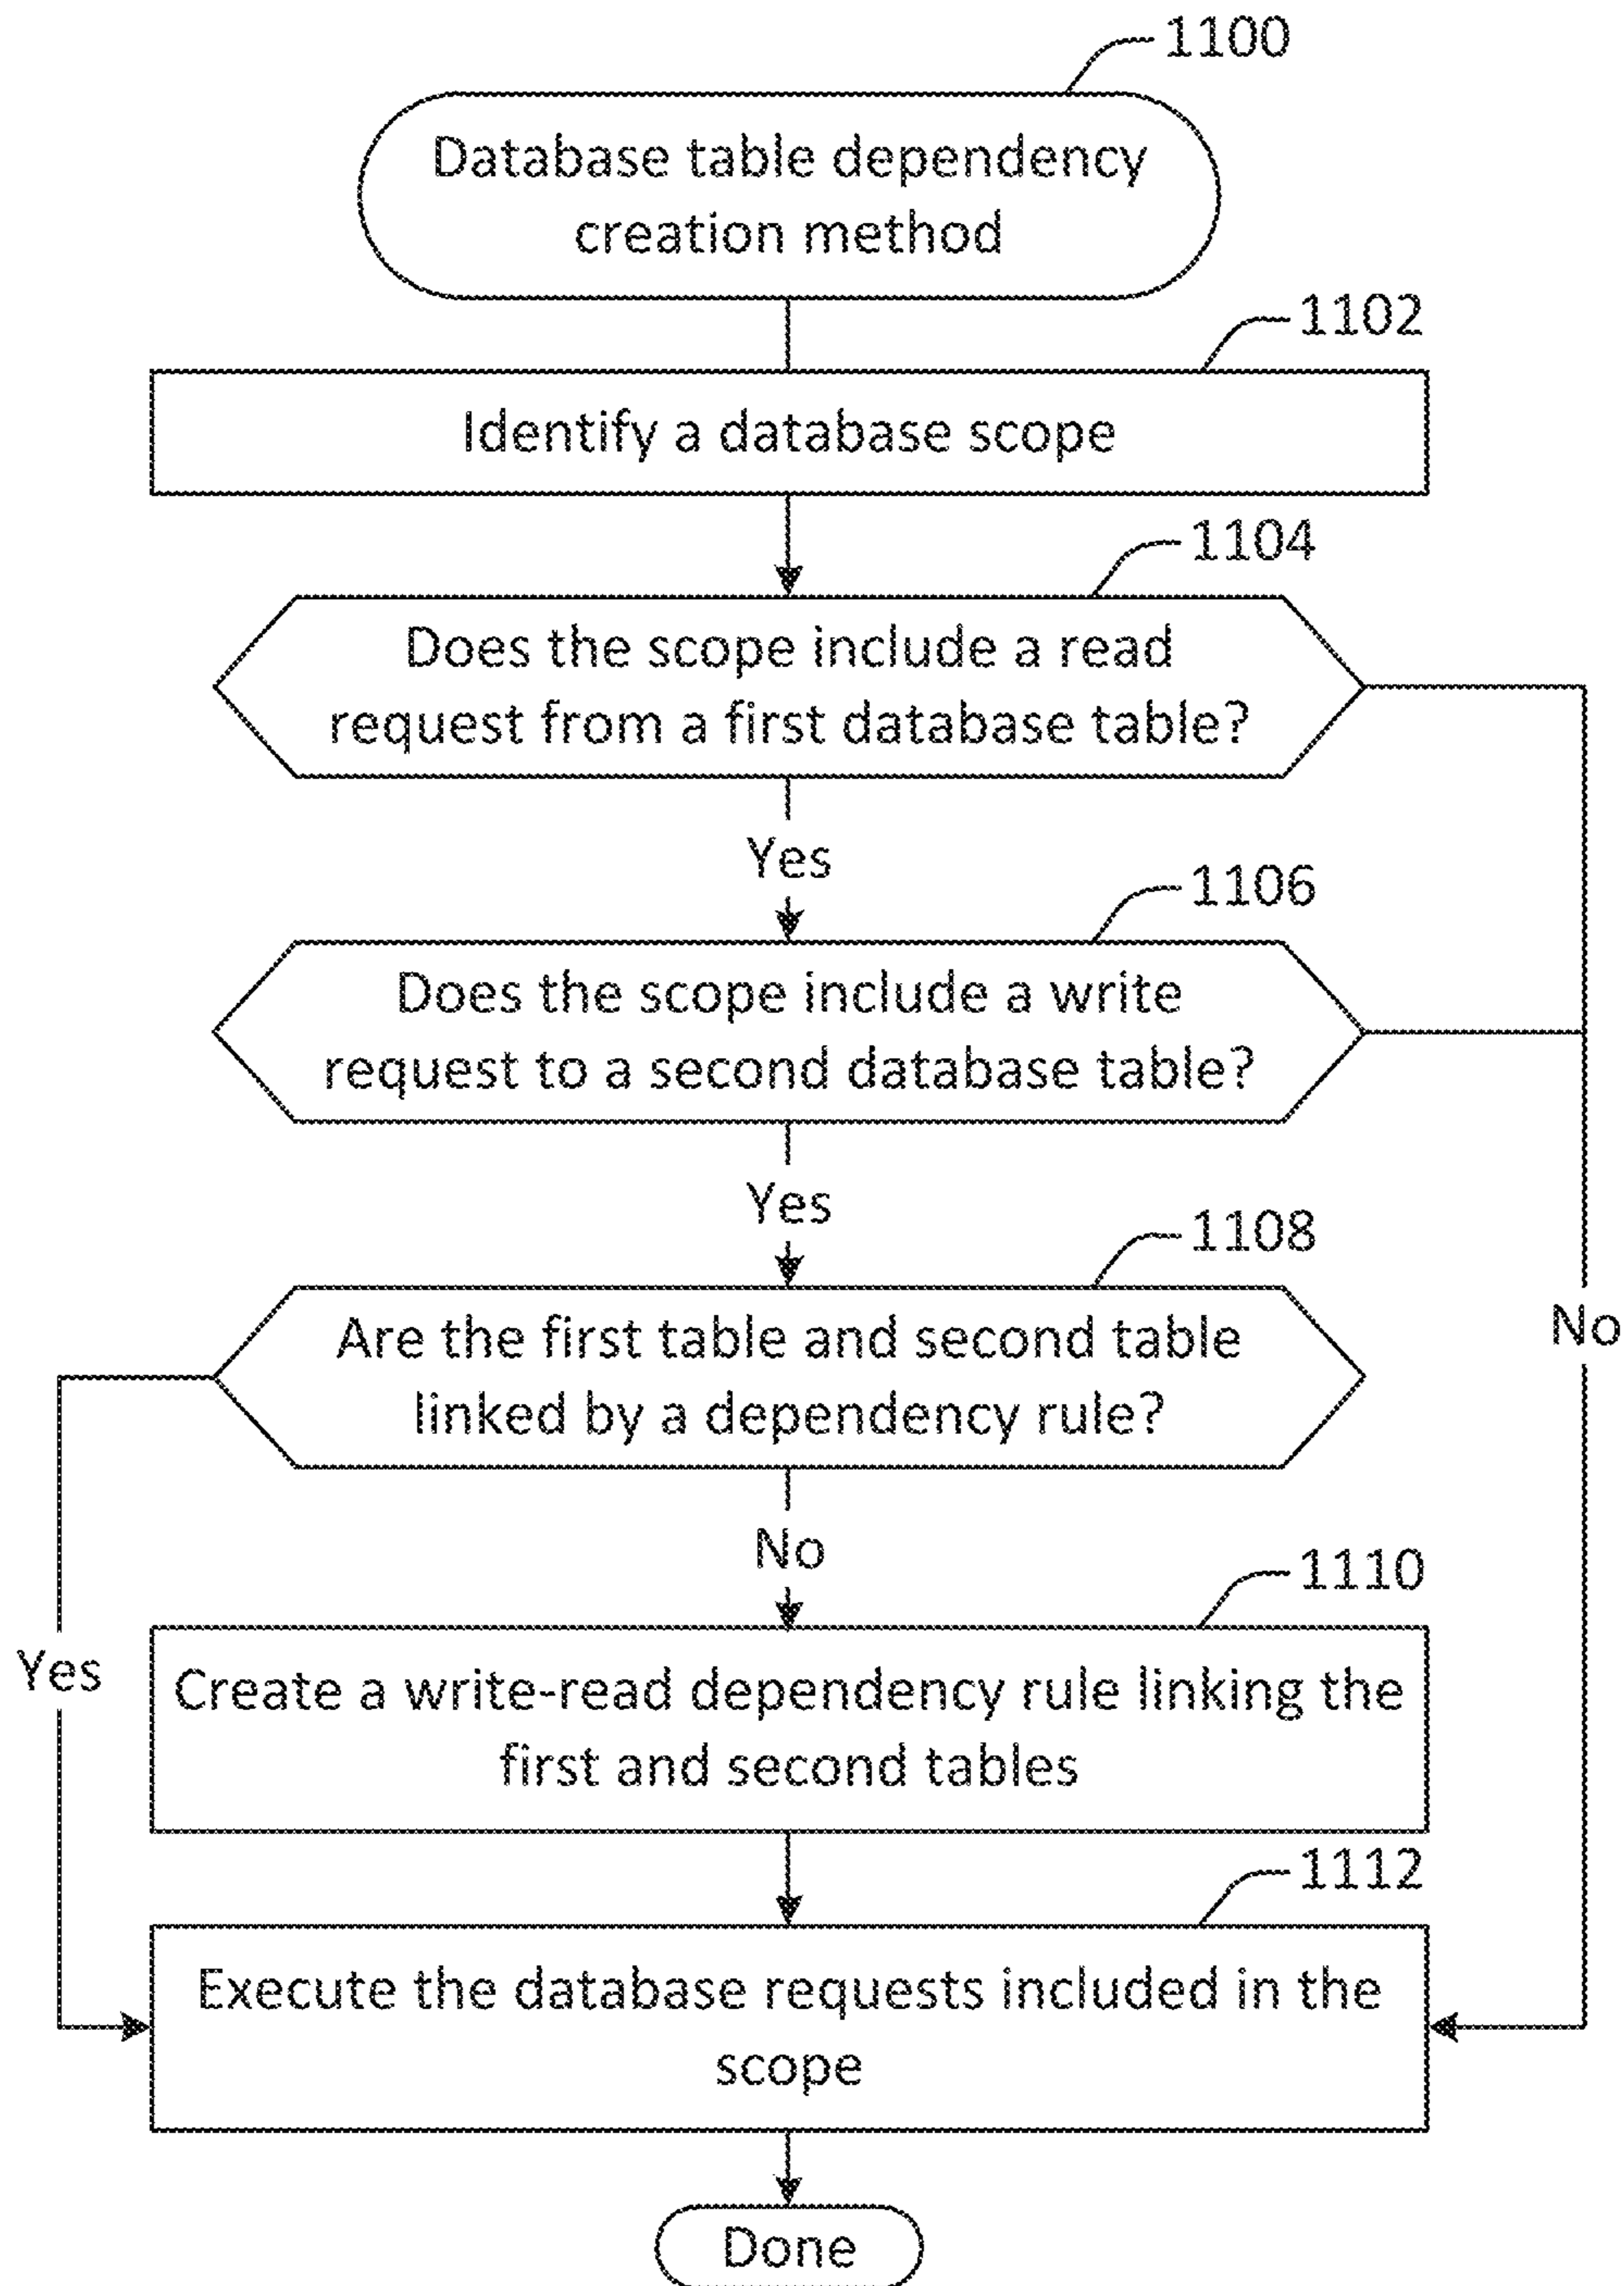 1100
Database table dependency
creation method
1102
Identify a database scope
1104
Does the scope include a read
request from a first database table?
Yes
1106
Does the scope include a write
request to a second database table?
Yes
1108
Are the first table and second table
linked by a dependency rule?
No
No
1110
Yes
Create a write-read dependency rule linking the
first and second tables
1112
Execute the database requests included in the
scope
Done